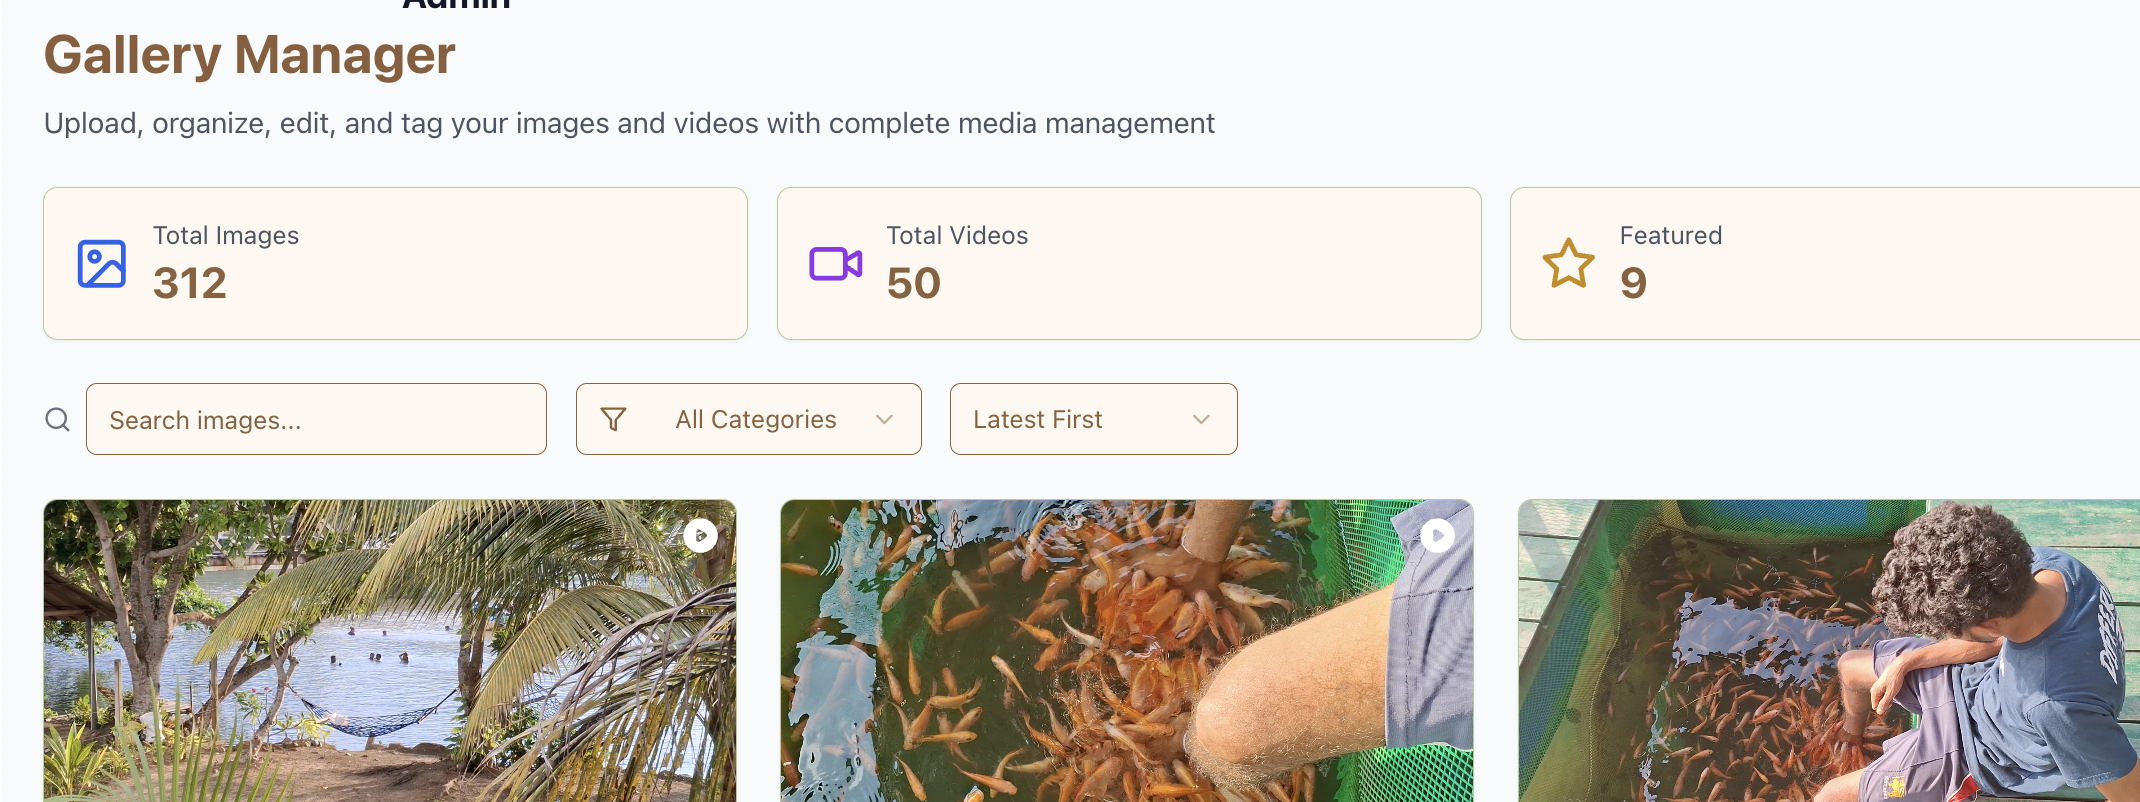 Admin
Gallery Manager
Upload, organize, edit, and tag your images and videos with complete media management
Total Images
312
Total Videos
50
Featured
9
Search images...
All Categories
Latest First